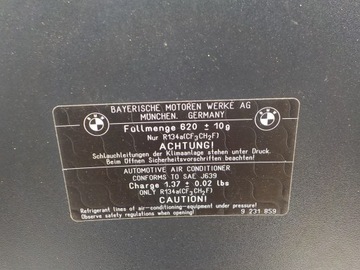 BAYERISCHE MOTOREN WERKE AG
MÜNCHEN, GERMANY
Füllmenge 620 ± 10g
Nur R134a(CF3CH2F)
ACHTUNG!
Schlauchleitungen der Klimaanlage stehen unter Druck.
Beim Öffnen Sicherheitsvorschriften beachten!
AUTOMOTIVE AIR CONDITIONER
CONFORMS TO SAE J639
Charge 1.37 ± 0.02 lbs
ONLY R134a(CF3CH2F)
CAUTION!
Refrigerant lines of air-conditioning-equipment under pressure!
Observe safety regulations when opening!
9 231 859